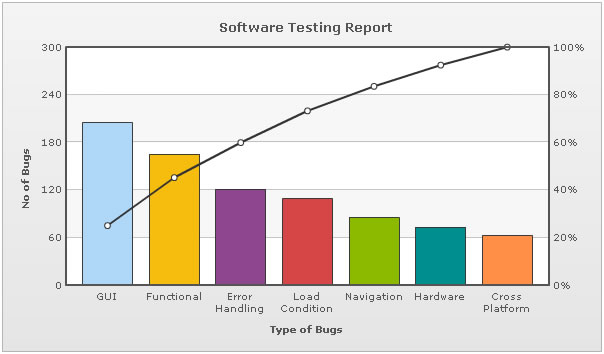 Software Testing Report
300
240
180
120
60
0
No of Bugs
100%
80%
60%
40%
20%
0%
GUI
Functional
Error
Handling
Load
Condition
Navigation
Hardware
Cross
Platform
Type of Bugs